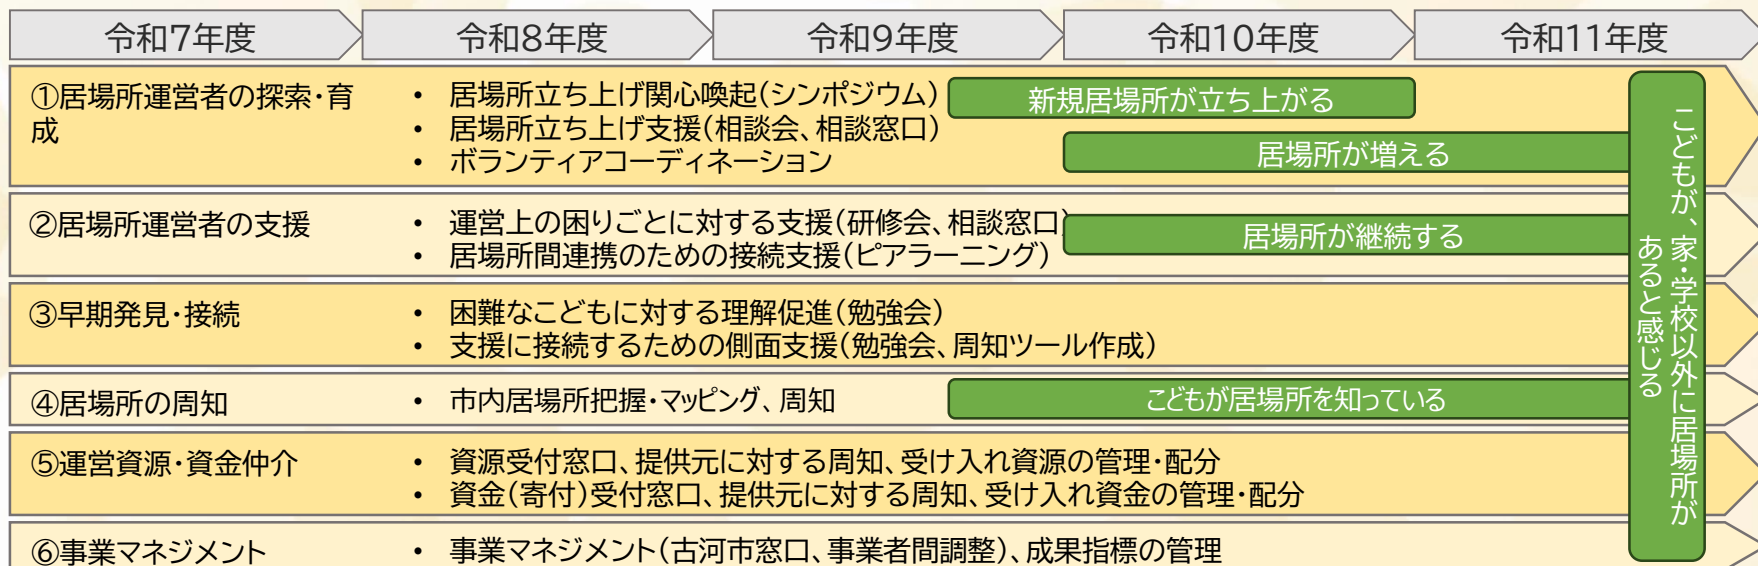 令和7年度
令和8年度
令和9年度
令和10年度
令和11年度
①居場所運営者の探索・育
成
• 居場所立ち上げ関心喚起(シンポジウム)
• 居場所立ち上げ支援(相談会、相談窓口)
• ボランティアコーディネーション
新規居場所が立ち上がる
居場所が増える
②居場所運営者の支援
• 運営上の困りごとに対する支援(研修会、相談窓口)
• 居場所間連携のための接続支援(ピアラーニング)
居場所が継続する
③早期発見・接続
• 困難なこどもに対する理解促進(勉強会)
• 支援に接続するための側面支援(勉強会、周知ツール作成)
④居場所の周知
• 市内居場所把握・マッピング、周知
こどもが居場所を知っている
⑤運営資源・資金仲介
• 資源受付窓口、提供元に対する周知、受け入れ資源の管理・配分
• 資金(寄付)受付窓口、提供元に対する周知、受け入れ資金の管理・配分
⑥事業マネジメント
• 事業マネジメント(古河市窓口、事業者間調整)、成果指標の管理
こどもが、家・学校以外に居場所が
あると感じる